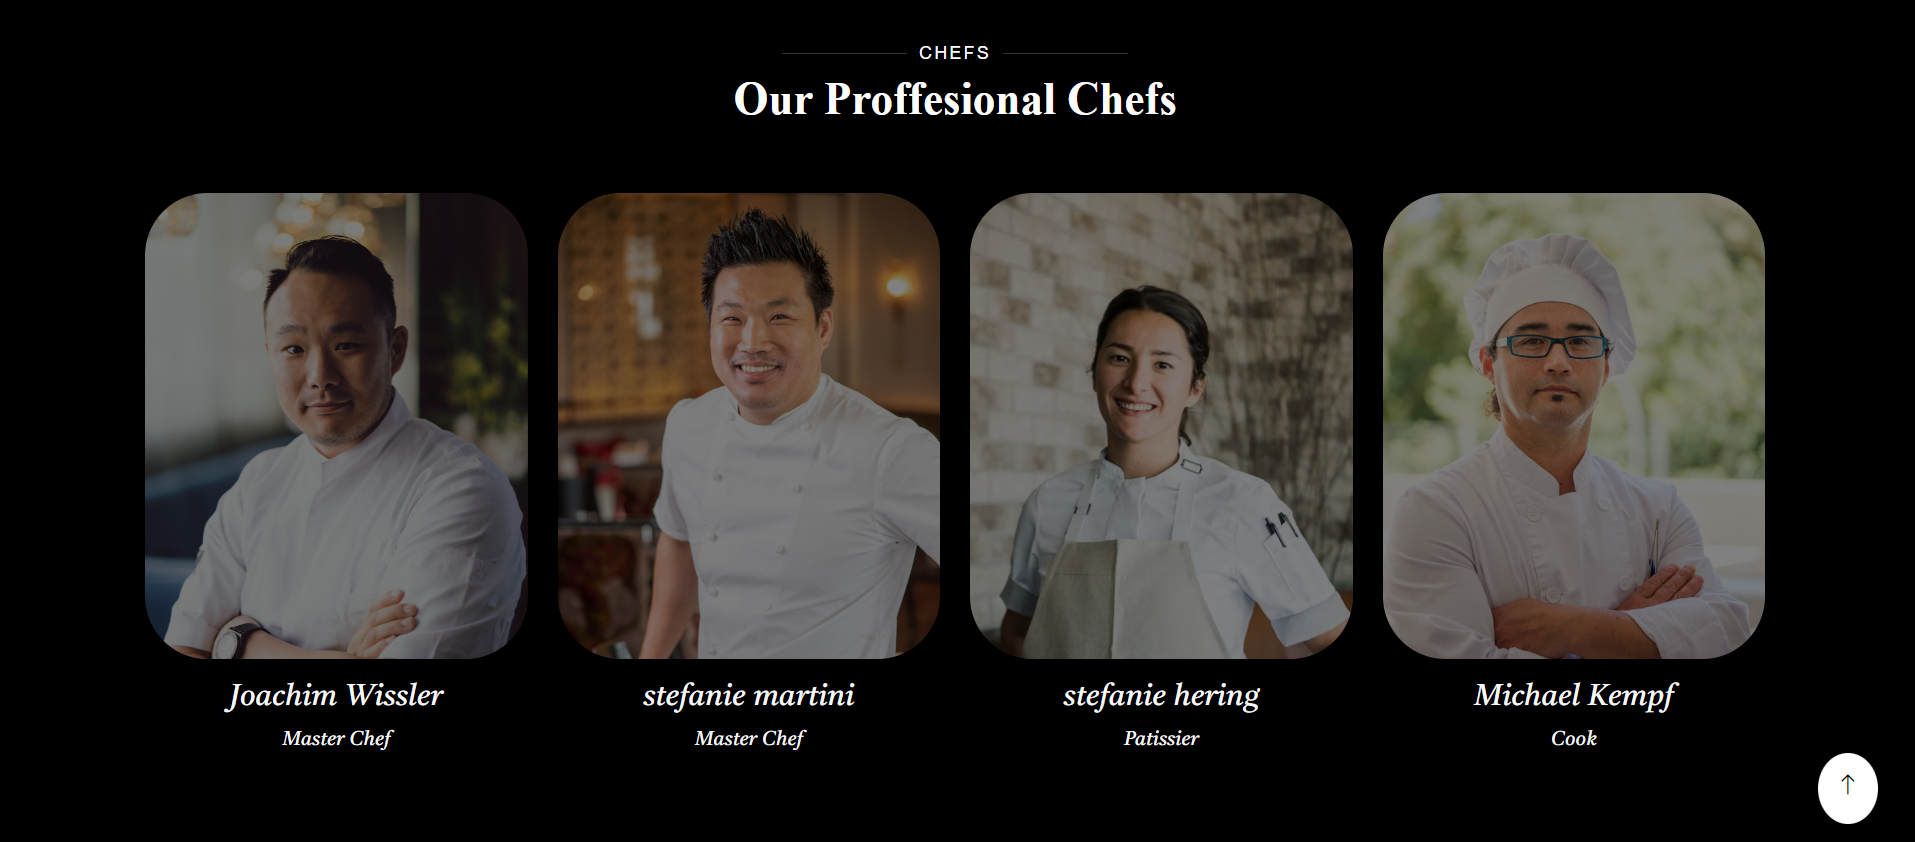 CHEFS
Our Proffesional Chefs
Joachim Wissler
stefanie martini
stefanie hering
Michael Kempf
Master Chef
Master Chef
Patissier
Cook